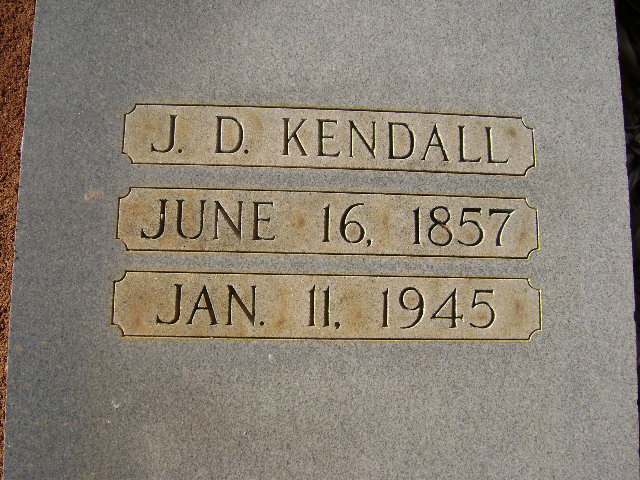 J. D. KENDALL
JUNE 16, 1857
JAN. 11, 1945